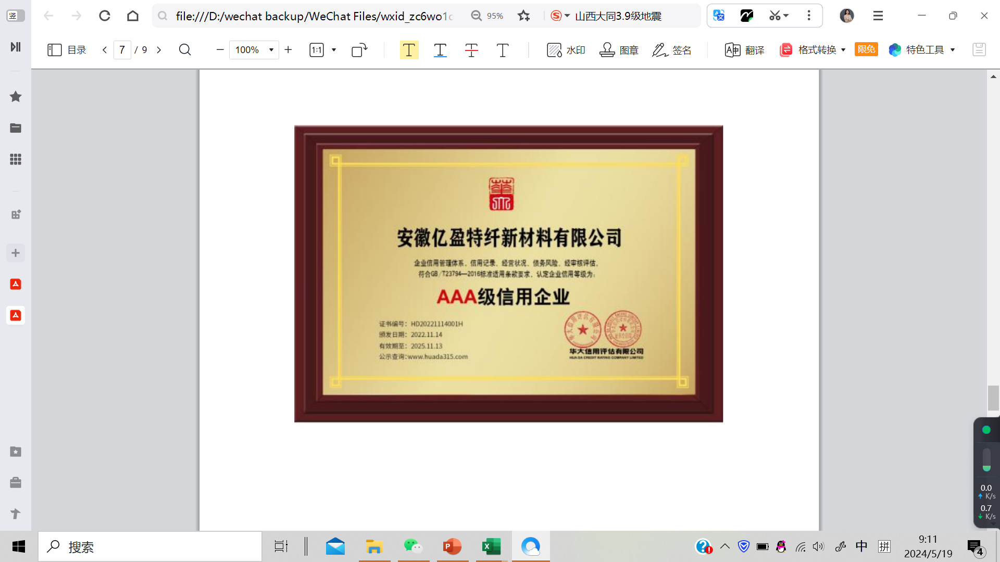 竖
file:///D:/wechat backup/WeChat Files/wxid_zc6wo1c
95%
山西大同3.9级地震
目录
7 / 9
100%
1:1
水印
图章
签名
翻译
格式转换
限免
特色工具
安徽亿盈特纤新材料有限公司
企业信用管理体系、信用记录、经营状况、债务风险、经审核评估,
符合GB/T23794—2016标准适用条款要求、认定企业信用等级为:
AAA级信用企业
证书编号: HD20221114001H
颁发日期: 2022.11.14
有效期至: 2025.11.13
公示查询:www.huada315.com
华大信用评估有限公司
HUA DA CREDIT RATING COMPANY LIMITED
0.0
K/s
0.7
K/s
搜索
中
拼
9:11
2024/5/19
4